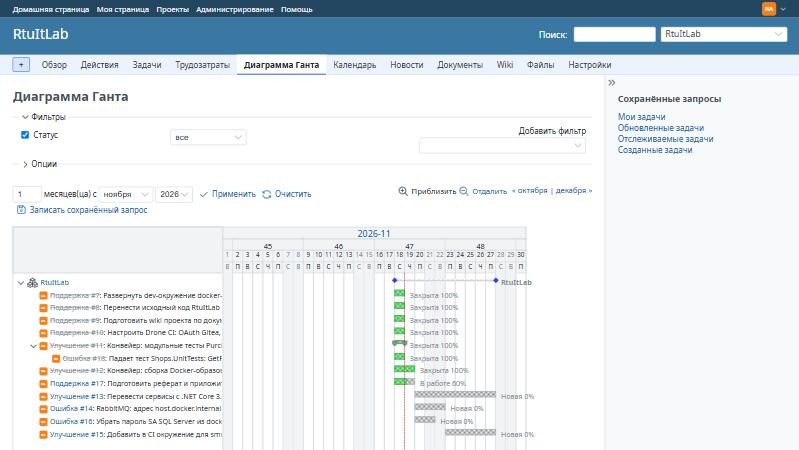 Домашняя страница Моя страница Проекты Администрирование Помощь
RtuItLab
Поиск: RtuItLab
+ Обзор Действия Задачи Трудозатраты Диаграмма Ганта Календарь Новости Документы Wiki Файлы Настройки
Диаграмма Ганта
Фильтры
Статус все Добавить фильтр
Опции
1 месяцев(ца) с ноября 2026 Применить Очистить
Приблизить Отдалить « октября | декабря »
Записать сохранённый запрос
2026-11
45 46 47 48
1 2 3 4 5 6 7 8 9 10 11 12 13 14 15 16 17 18 19 20 21 22 23 24 25 26 27 28 29 30
В П В С Ч П С В П В С Ч П С В П В С Ч П С В П В С Ч П С В П
RtuItLab RtuItLab
Поддержка #7: Развернуть dev-окружение docker- Закрыта 100%
Поддержка #8: Перенести исходный код RtuItLab Закрыта 100%
Поддержка #9: Подготовить wiki проекта по доку Закрыта 100%
Поддержка #10: Настроить Drone CI: OAuth Gitea, Закрыта 100%
Улучшение #11: Конвейер: модульные тесты Purc Закрыта 100%
Ошибка #18: Падает тест Shops.UnitTests: GetF Закрыта 100%
Улучшение #12: Конвейер: сборка Docker-образо Закрыта 100%
Поддержка #17: Подготовить реферат и прилож В работе 60%
Улучшение #13: Перевести сервисы с .NET Core 3. Новая 0%
Ошибка #14: RabbitMQ: адрес host.docker.internal Новая 0%
Ошибка #16: Убрать пароль SA SQL Server из doc Новая 0%
Улучшение #15: Добавить в CI окружение для sm Новая 0%
Сохранённые запросы
Мои задачи
Обновленные задачи
Отслеживаемые задачи
Созданные задачи